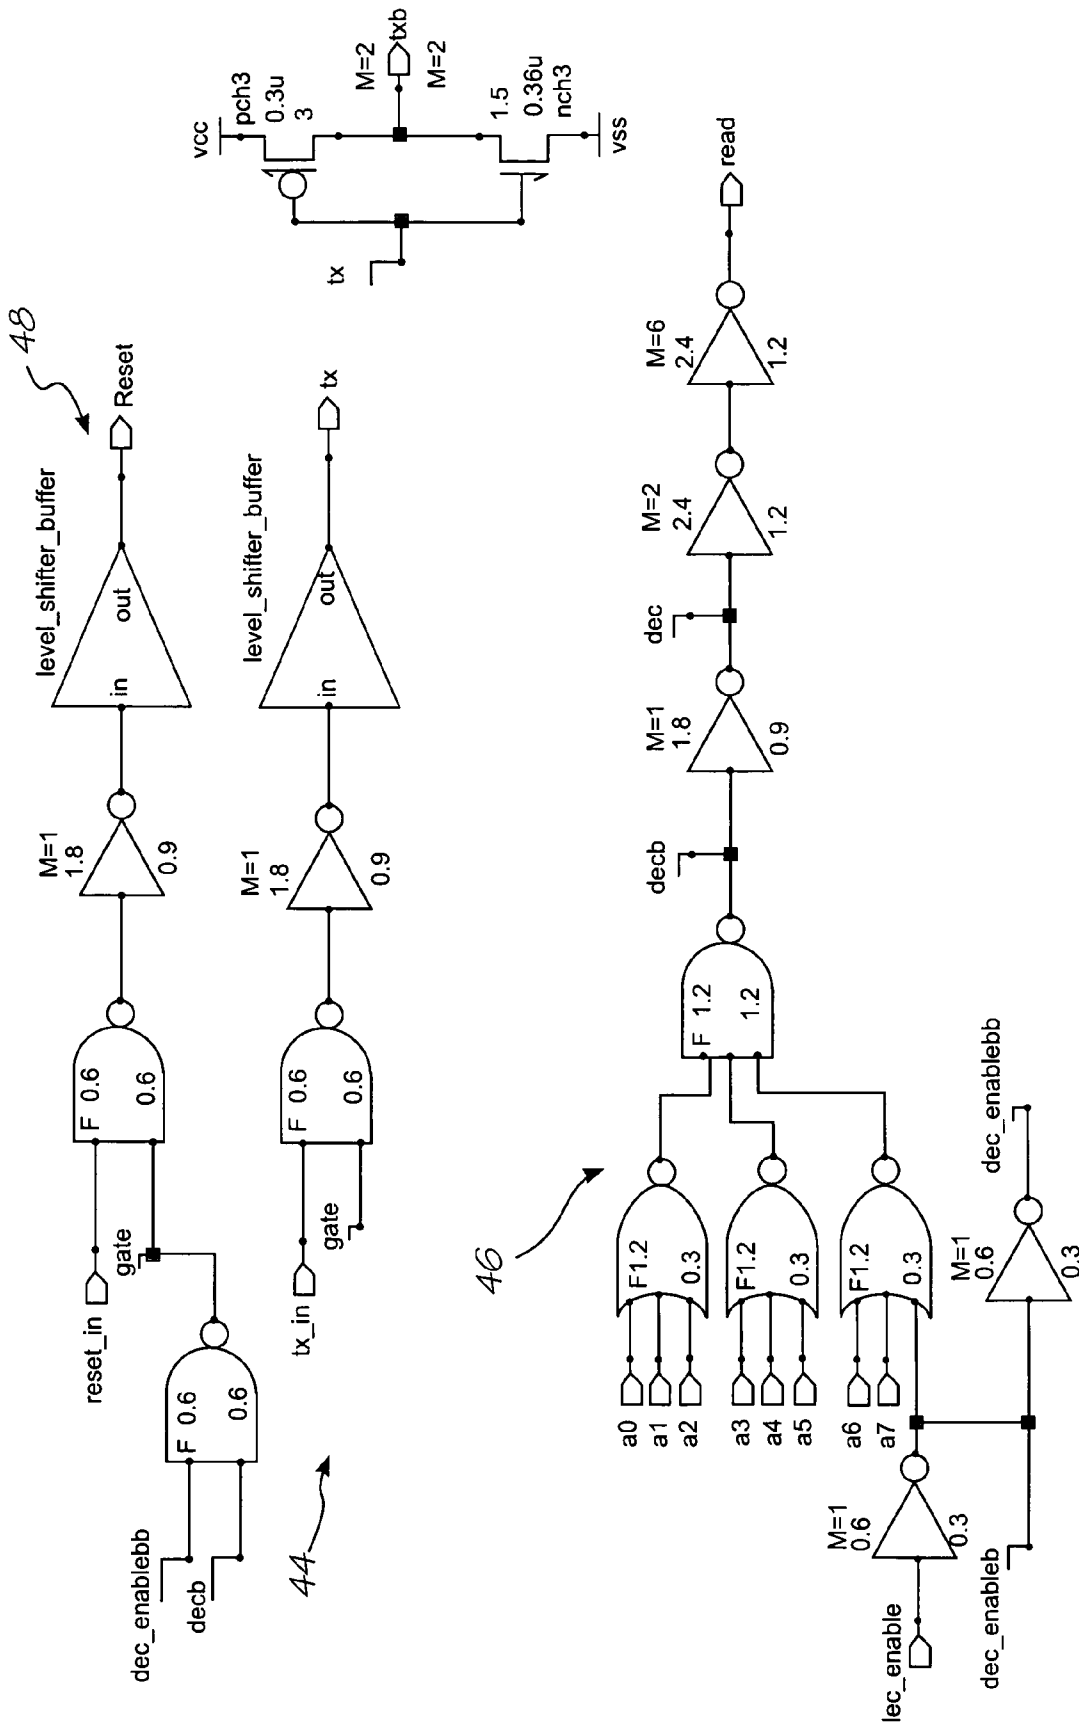 48
level_shifter_buffer
in
out
Reset
M=1
1.8
0.9
F 0.6
0.6
reset_in
gate
level_shifter_buffer
in
out
tx
M=1
1.8
0.9
F 0.6
0.6
tx_in
gate
F 0.6
0.6
dec_enablebb
decb
44
vcc
pch3
0.3u
3
M=2
txb
M=2
1.5
0.36u
nch3
vss
tx
46
a0
a1
a2
F1.2
0.3
a3
a4
a5
F1.2
0.3
a6
a7
F1.2
0.3
F 1.2
1.2
decb
M=1
1.8
0.9
dec
M=2
2.4
1.2
M=6
2.4
1.2
read
lec_enable
M=1
0.6
0.3
dec_enableb
M=1
0.6
0.3
dec_enablebb